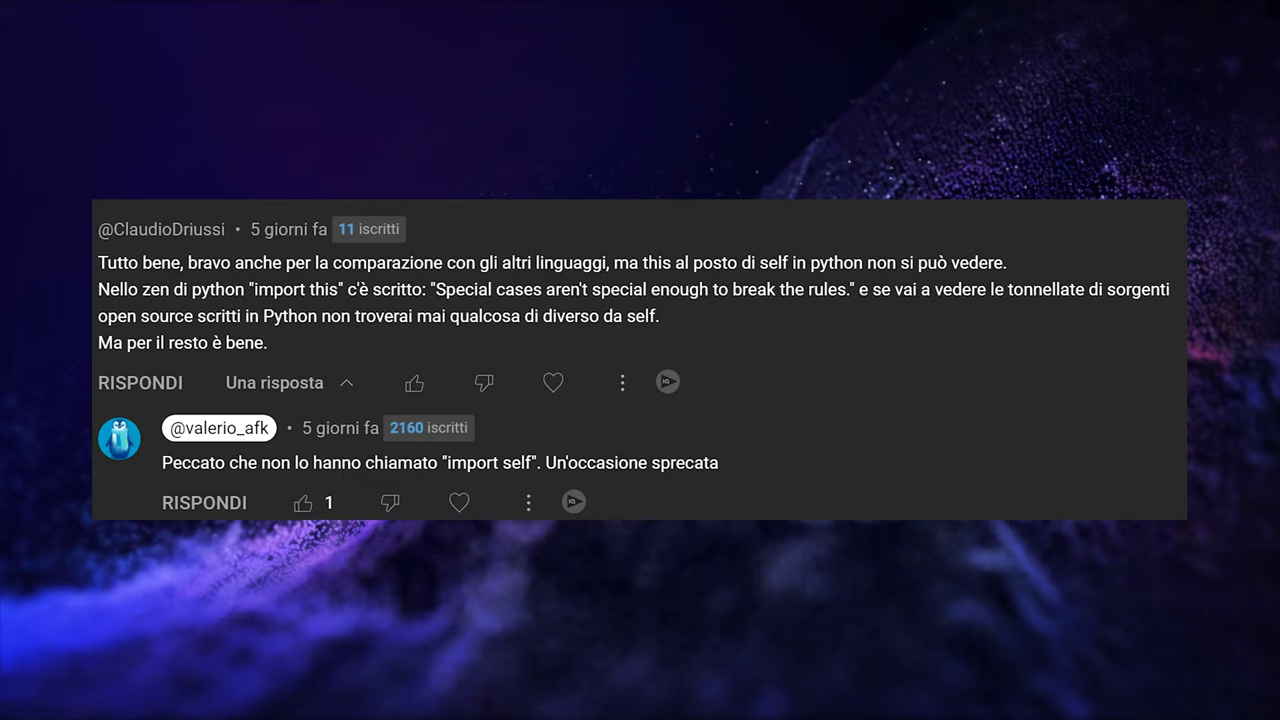 @ClaudioDriussi • 5 giorni fa 11 iscritti
Tutto bene, bravo anche per la comparazione con gli altri linguaggi, ma this al posto di self in python non si può vedere.
Nello zen di python "import this" c'è scritto: "Special cases aren't special enough to break the rules." e se vai a vedere le tonnellate di sorgenti
open source scritti in Python non troverai mai qualcosa di diverso da self.
Ma per il resto è bene.
RISPONDI Una risposta
@valerio_afk • 5 giorni fa 2160 iscritti
Peccato che non lo hanno chiamato "import self". Un'occasione sprecata
RISPONDI 1